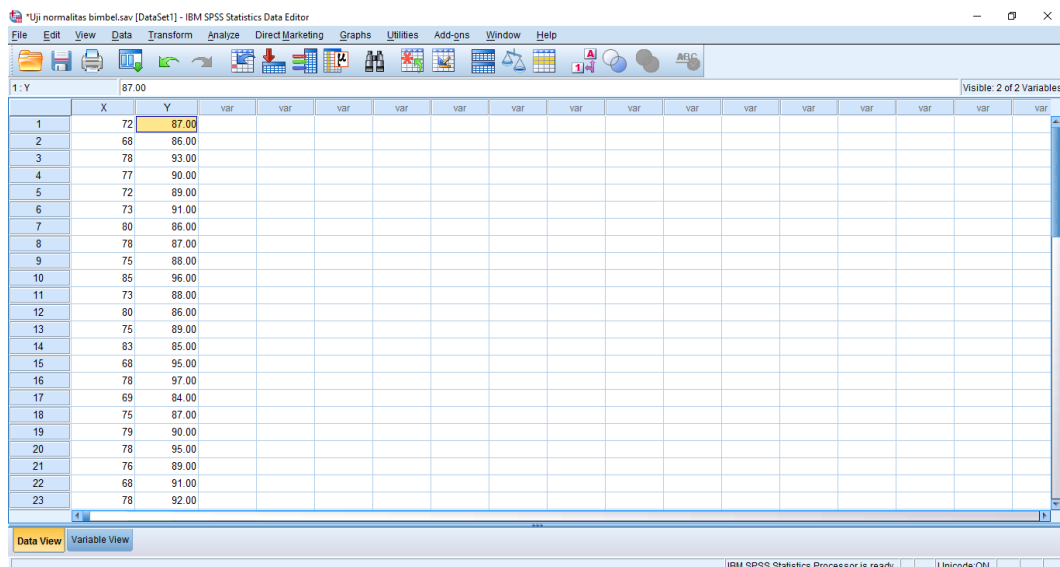 *Uji normalitas bimbel.sav [DataSet1] - IBM SPSS Statistics Data Editor
File Edit View Data Transform Analyze Direct Marketing Graphs Utilities Add-ons Window Help
1 : Y 87.00 Visible: 2 of 2 Variables
X Y var var var var var var var var var var var var var var
1 72 87.00
2 68 86.00
3 78 93.00
4 77 90.00
5 72 89.00
6 73 91.00
7 80 86.00
8 78 87.00
9 75 88.00
10 85 96.00
11 73 88.00
12 80 86.00
13 75 89.00
14 83 85.00
15 68 95.00
16 78 97.00
17 69 84.00
18 75 87.00
19 79 90.00
20 78 95.00
21 76 89.00
22 68 91.00
23 78 92.00
Data View Variable View
IBM SPSS Statistics Processor is ready Unicode:ON